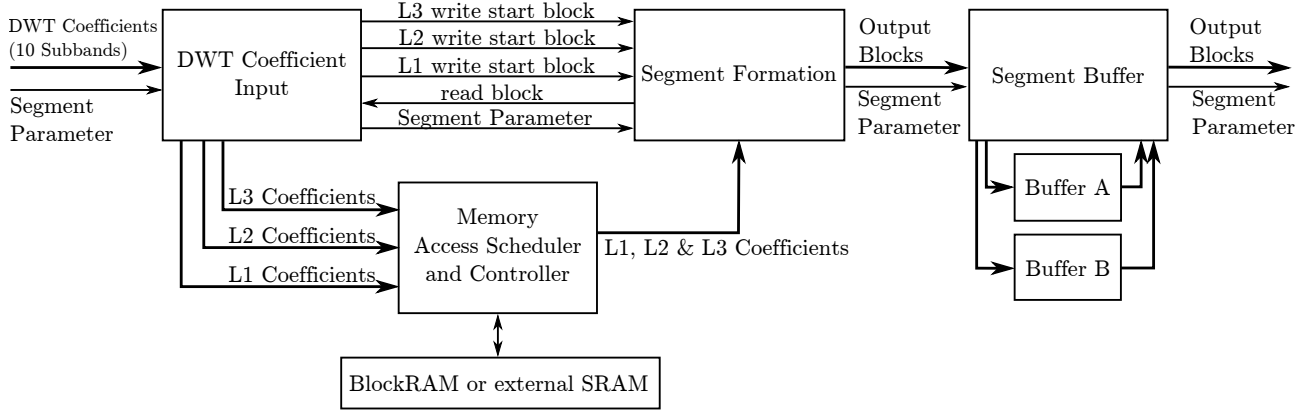 DWT Coefficients
(10 Subbands)
Segment
Parameter
DWT Coefficient
Input
L3 write start block
L2 write start block
L1 write start block
read block
Segment Parameter
Segment Formation
Output
Blocks
Segment
Parameter
Segment Buffer
Output
Blocks
Segment
Parameter
Buffer A
Buffer B
L3 Coefficients
L2 Coefficients
L1 Coefficients
Memory
Access Scheduler
and Controller
L1, L2 & L3 Coefficients
BlockRAM or external SRAM